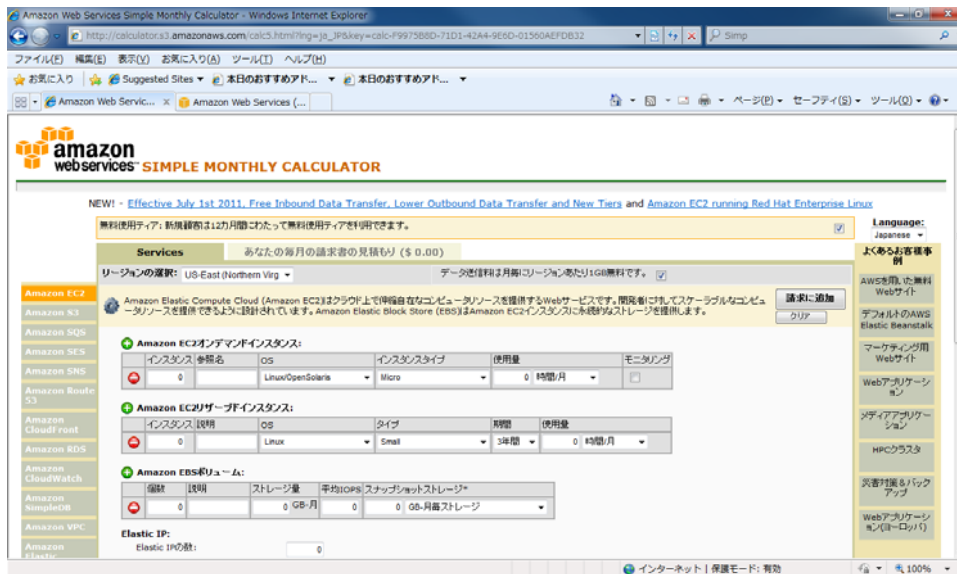 Amazon Web Services Simple Monthly Calculator - Windows Internet Explorer
http://calculator.s3.amazonaws.com/calc5.html?lng=ja_JP&key=calc-F9975B8D-71D1-42A4-9E6D-01560AEFDB32
Simp
ファイル(F) 編集(E) 表示(V) お気に入り(A) ツール(T) ヘルプ(H)
お気に入り Suggested Sites 本日のおすすめアド... 本日のおすすめアド...
Amazon Web Servic... Amazon Web Services (... ページ(P) セーフティ(S) ツール(O)
amazon
webservices™ SIMPLE MONTHLY CALCULATOR
NEW! - Effective July 1st 2011, Free Inbound Data Transfer, Lower Outbound Data Transfer and New Tiers and Amazon EC2 running Red Hat Enterprise Linux
無料使用ティア: 新規顧客は12カ月間にわたって無料使用ティアを利用できます。
Language:
Japanese
Services あなたの毎月の請求書の見積もり ($ 0.00)
よくあるお客様事例
リージョンの選択: US-East (Northern Virg データ送信料は月毎にリージョンあたり1GB無料です。
Amazon EC2
Amazon S3
Amazon SQS
Amazon SES
Amazon SNS
Amazon Route 53
Amazon CloudFront
Amazon RDS
Amazon CloudWatch
Amazon SimpleDB
Amazon VPC
Amazon Elastic
Amazon Elastic Compute Cloud (Amazon EC2)はクラウド上で伸縮自在なコンピュータリソースを提供するWebサービスです。開発者に対してスケーラブルなコンピュ
ータリソースを提供できるように設計されています。Amazon Elastic Block Store (EBS)はAmazon EC2インスタンスに永続的なストレージを提供します。
請求に追加
クリア
Amazon EC2オンデマンドインスタンス:
インスタンス 参照名 OS インスタンスタイプ 使用量 モニタリング
0 Linux/OpenSolaris Micro 0 時間/月
Amazon EC2リザーブドインスタンス:
インスタンス 説明 OS タイプ 期間 使用量
0 Linux Small 3年間 0 時間/月
Amazon EBSボリューム:
個数 説明 ストレージ量 平均IOPS スナップショットストレージ*
0 0 GB-月 0 0 GB-月毎ストレージ
Elastic IP:
Elastic IPの数: 0
AWSを用いた無料Webサイト
デフォルトのAWS Elastic Beanstalk
マーケティング用Webサイト
Webアプリケーション
メディアアプリケーション
HPCクラスタ
災害対策&バックアップ
Webアプリケーション(ヨーロッパ)
インターネット | 保護モード: 有効 100%